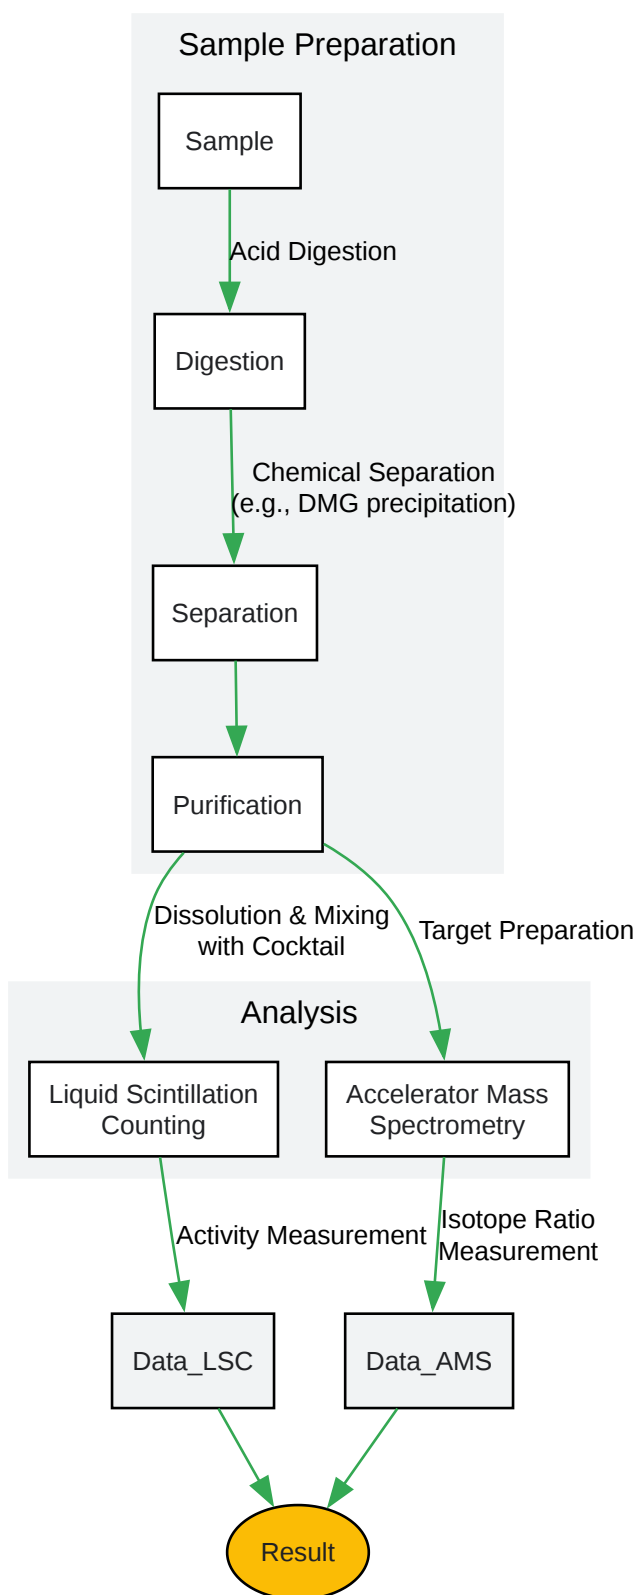 Sample Preparation
Sample
Acid Digestion
Digestion
Chemical Separation
(e.g., DMG precipitation)
Separation
Purification
Dissolution & Mixing
with Cocktail
Target Preparation
Analysis
Liquid Scintillation
Counting
Accelerator Mass
Spectrometry
Activity Measurement
Isotope Ratio
Measurement
Data_LSC
Data_AMS
Result